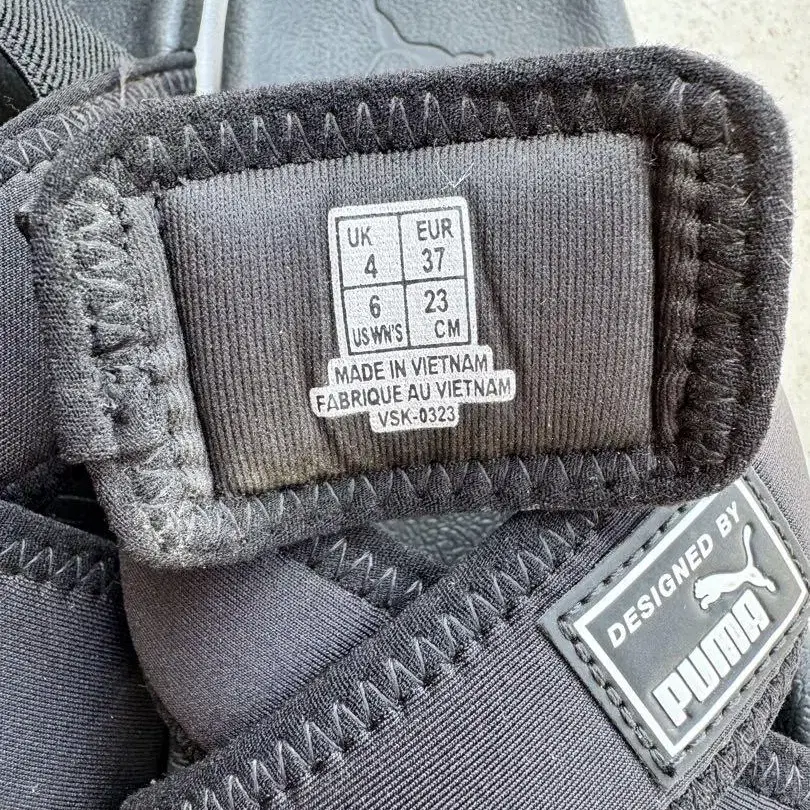 UK EUR
4 37
6 23
US WN'S CM
MADE IN VIETNAM
FABRIQUE AU VIETNAM
VSK-0323
DESIGNED BY
PUMA